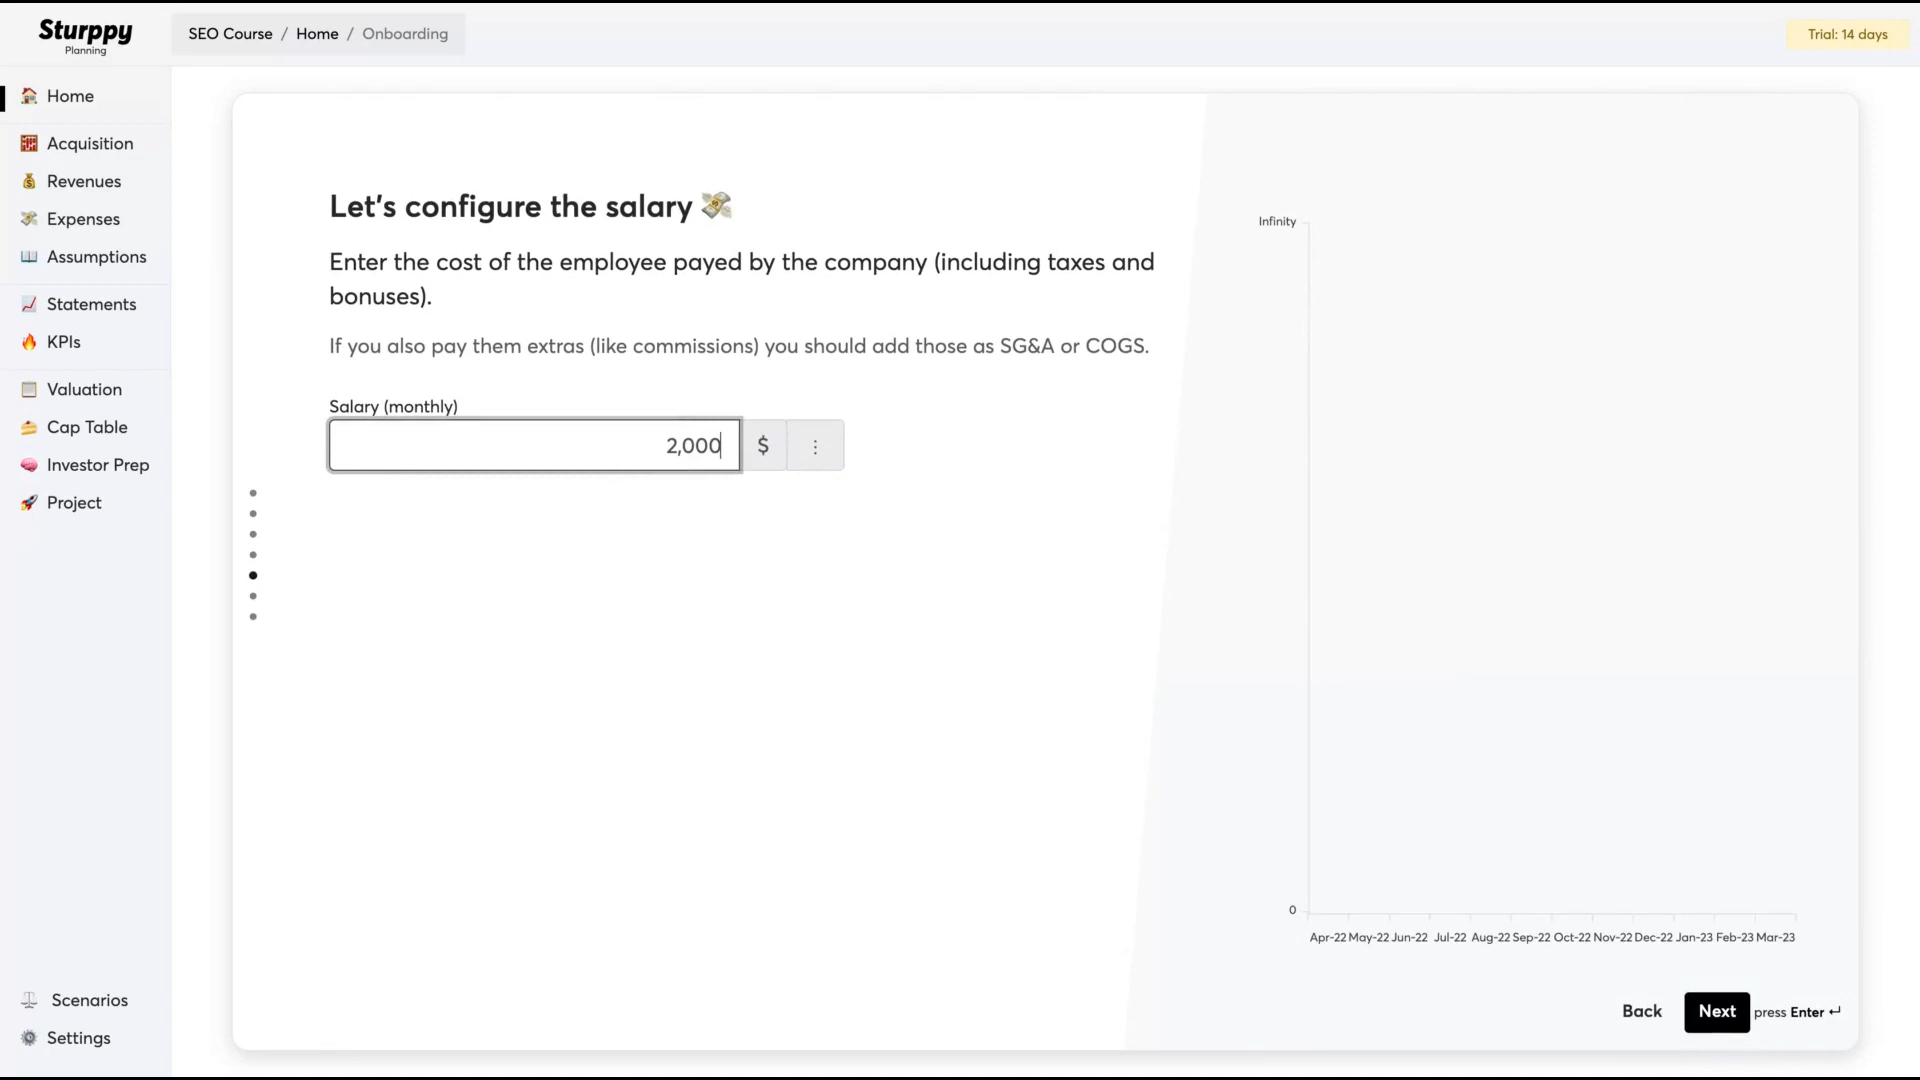 Sturppy
Planning
SEO Course / Home / Onboarding
Trial: 14 days
Home
Acquisition
Revenues
Expenses
Assumptions
Statements
KPIs
Valuation
Cap Table
Investor Prep
Project
Scenarios
Settings
Let's configure the salary
Enter the cost of the employee payed by the company (including taxes and
bonuses).
If you also pay them extras (like commissions) you should add those as SG&A or COGS.
Salary (monthly)
2,000 $ ⋮
Infinity
0
Apr-22 May-22 Jun-22 Jul-22 Aug-22 Sep-22 Oct-22 Nov-22 Dec-22 Jan-23 Feb-23 Mar-23
Back Next press Enter ↵